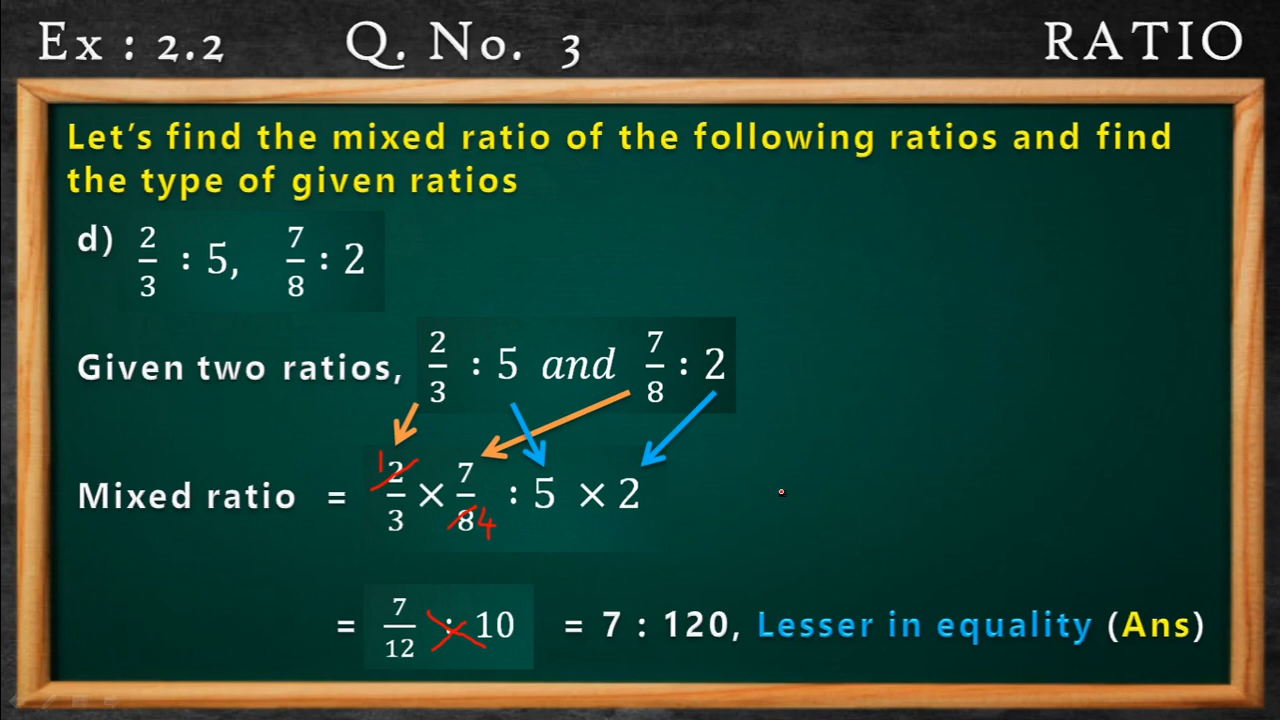 Ex : 2.2 Q. No. 3 RATIO
Let's find the mixed ratio of the following ratios and find
the type of given ratios
d) 2/3 : 5, 7/8 : 2
Given two ratios, 2/3 : 5 and 7/8 : 2
1 4
Mixed ratio = 2/3 × 7/8 : 5 × 2
= 7/12 : 10 = 7 : 120, Lesser in equality (Ans)